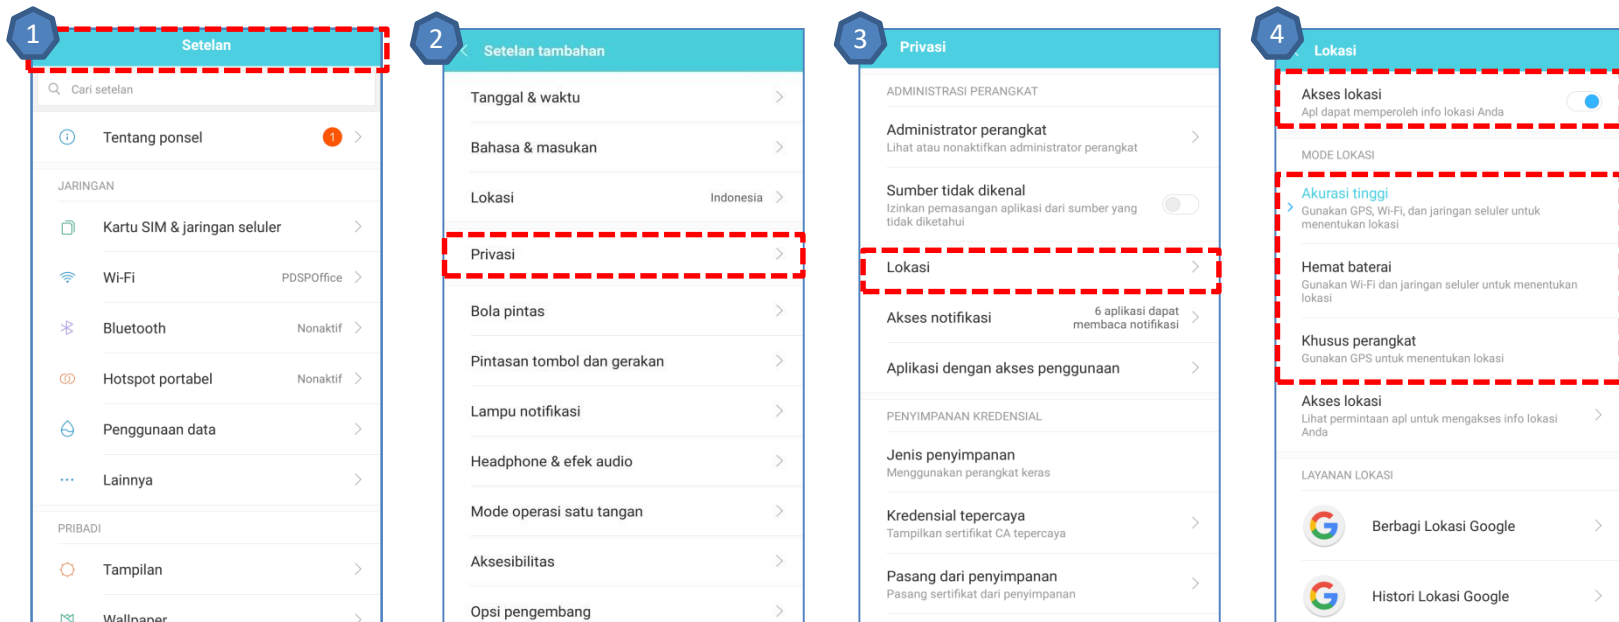 1
Setelan
Cari setelan
Tentang ponsel
1
JARINGAN
Kartu SIM & jaringan seluler
Wi-Fi
PDSPOffice
Bluetooth
Nonaktif
Hotspot portabel
Nonaktif
Penggunaan data
Lainnya
PRIBADI
Tampilan
Wallpaper
2
Setelan tambahan
Tanggal & waktu
Bahasa & masukan
Lokasi
Indonesia
Privasi
Bola pintas
Pintasan tombol dan gerakan
Lampu notifikasi
Headphone & efek audio
Mode operasi satu tangan
Aksesibilitas
Opsi pengembang
3
Privasi
ADMINISTRASI PERANGKAT
Administrator perangkat
Lihat atau nonaktifkan administrator perangkat
Sumber tidak dikenal
Izinkan pemasangan aplikasi dari sumber yang
tidak diketahui
Lokasi
Akses notifikasi
6 aplikasi dapat
membaca notifikasi
Aplikasi dengan akses penggunaan
PENYIMPANAN KREDENSIAL
Jenis penyimpanan
Menggunakan perangkat keras
Kredensial tepercaya
Tampilkan sertifikat CA tepercaya
Pasang dari penyimpanan
Pasang sertifikat dari penyimpanan
4
Lokasi
Akses lokasi
Apl dapat memperoleh info lokasi Anda
MODE LOKASI
Akurasi tinggi
Gunakan GPS, Wi-Fi, dan jaringan seluler untuk
menentukan lokasi
Hemat baterai
Gunakan Wi-Fi dan jaringan seluler untuk menentukan
lokasi
Khusus perangkat
Gunakan GPS untuk menentukan lokasi
Akses lokasi
Lihat permintaan apl untuk mengakses info lokasi
Anda
LAYANAN LOKASI
Berbagi Lokasi Google
Histori Lokasi Google